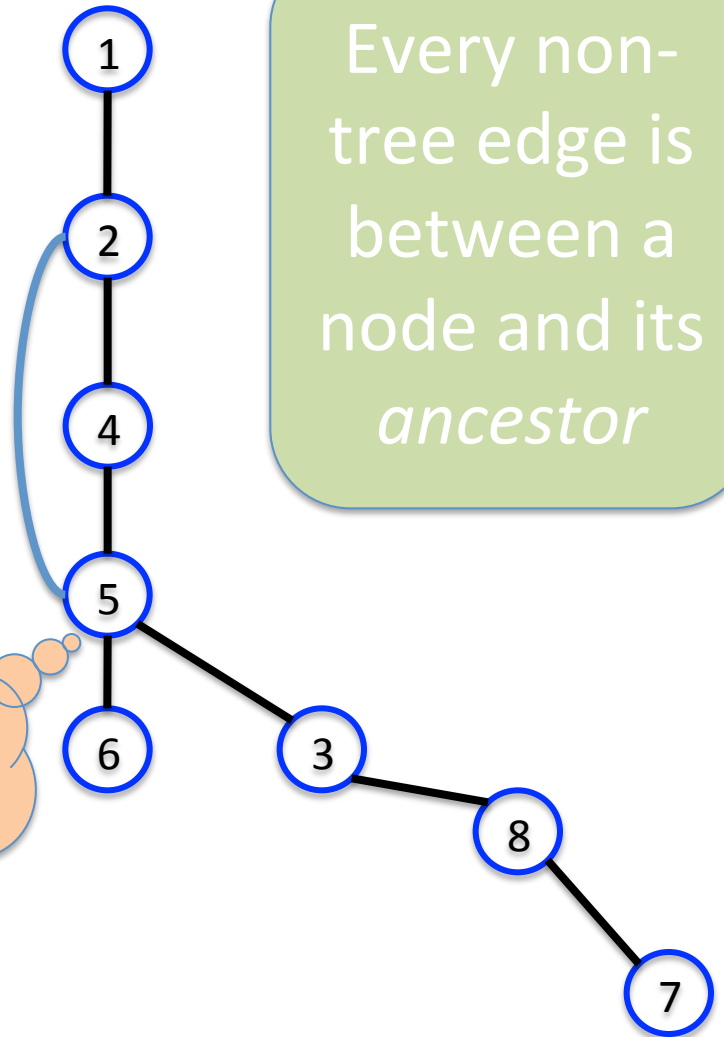 1
Every non-
tree edge is
between a
node and its
ancestor
2
4
5
6
3
8
7